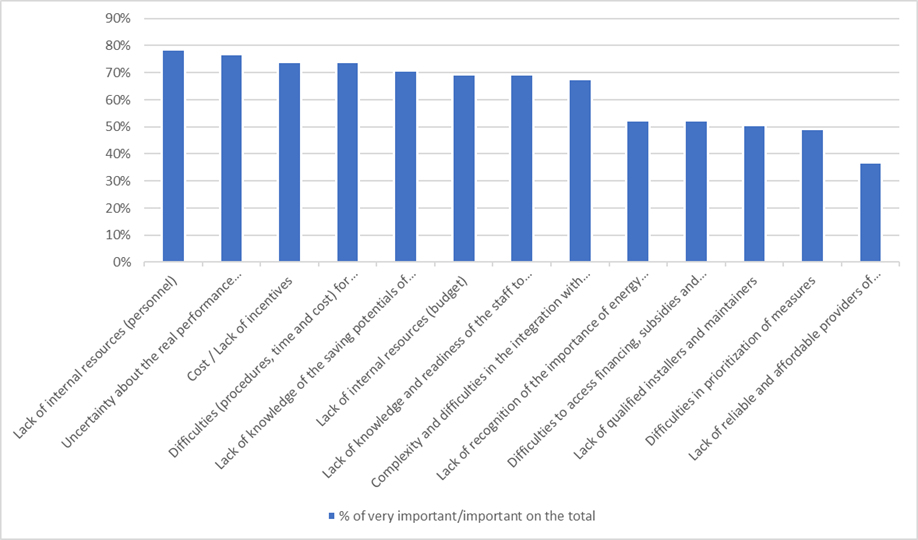 90%
80%
70%
60%
50%
40%
30%
20%
10%
0%
Lack of internal resources (personnel)
Uncertainty about the real performance...
Cost / Lack of incentives
Difficulties (procedures, time and cost) for...
Lack of knowledge of the saving potentials of...
Lack of internal resources (budget)
Lack of knowledge and readiness of the staff to...
Complexity and difficulties in the integration with...
Lack of recognition of the importance of energy...
Difficulties to access financing, subsidies and...
Lack of qualified installers and maintainers
Difficulties in prioritization of measures
Lack of reliable and affordable providers of...
% of very important/important on the total